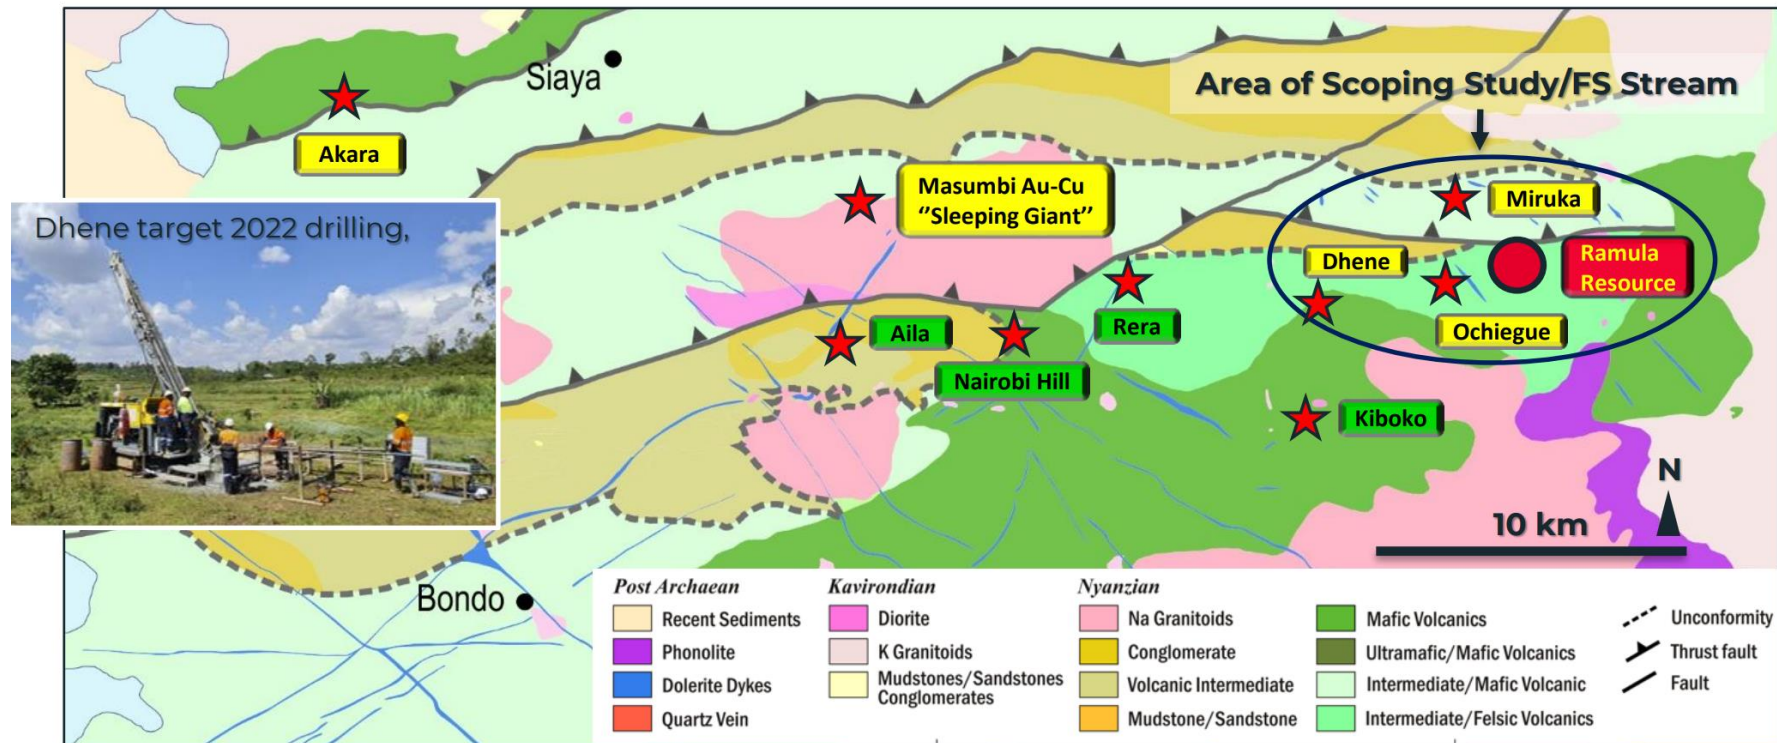 Siaya
Area of Scoping Study/FS Stream
Akara
Masumbi Au-Cu
‘’Sleeping Giant’’
Miruka
Dhene target 2022 drilling,
Dhene
Ramula
Resource
Aila
Rera
Ochiegue
Nairobi Hill
Kiboko
N
10 km
Bondo
Post Archaean
Recent Sediments
Phonolite
Dolerite Dykes
Quartz Vein
Kavirondian
Diorite
K Granitoids
Mudstones/Sandstones
Conglomerates
Nyanzian
Na Granitoids
Conglomerate
Volcanic Intermediate
Mudstone/Sandstone
Mafic Volcanics
Ultramafic/Mafic Volcanics
Intermediate/Mafic Volcanic
Intermediate/Felsic Volcanics
Unconformity
Thrust fault
Fault